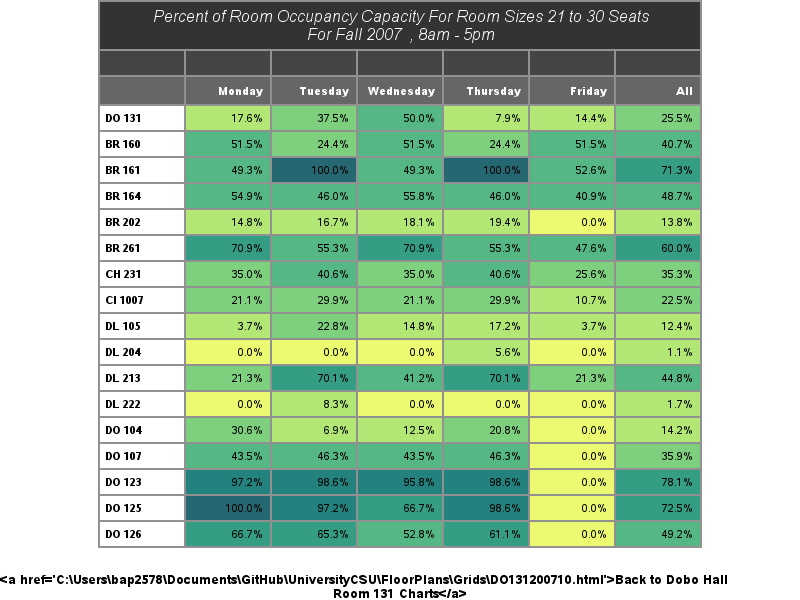 Percent of Room Occupancy Capacity For Room Sizes 21 to 30 Seats
For Fall 2007 , 8am - 5pm
Monday Tuesday Wednesday Thursday Friday All
DO 131 17.6% 37.5% 50.0% 7.9% 14.4% 25.5%
BR 160 51.5% 24.4% 51.5% 24.4% 51.5% 40.7%
BR 161 49.3% 100.0% 49.3% 100.0% 52.6% 71.3%
BR 164 54.9% 46.0% 55.8% 46.0% 40.9% 48.7%
BR 202 14.8% 16.7% 18.1% 19.4% 0.0% 13.8%
BR 261 70.9% 55.3% 70.9% 55.3% 47.6% 60.0%
CH 231 35.0% 40.6% 35.0% 40.6% 25.6% 35.3%
CI 1007 21.1% 29.9% 21.1% 29.9% 10.7% 22.5%
DL 105 3.7% 22.8% 14.8% 17.2% 3.7% 12.4%
DL 204 0.0% 0.0% 0.0% 5.6% 0.0% 1.1%
DL 213 21.3% 70.1% 41.2% 70.1% 21.3% 44.8%
DL 222 0.0% 8.3% 0.0% 0.0% 0.0% 1.7%
DO 104 30.6% 6.9% 12.5% 20.8% 0.0% 14.2%
DO 107 43.5% 46.3% 43.5% 46.3% 0.0% 35.9%
DO 123 97.2% 98.6% 95.8% 98.6% 0.0% 78.1%
DO 125 100.0% 97.2% 66.7% 98.6% 0.0% 72.5%
DO 126 66.7% 65.3% 52.8% 61.1% 0.0% 49.2%
<a href='C:\Users\bap2578\Documents\GitHub\UniversityCSU\FloorPlans\Grids\DO131200710.html'>Back to Dobo Hall
Room 131 Charts</a>